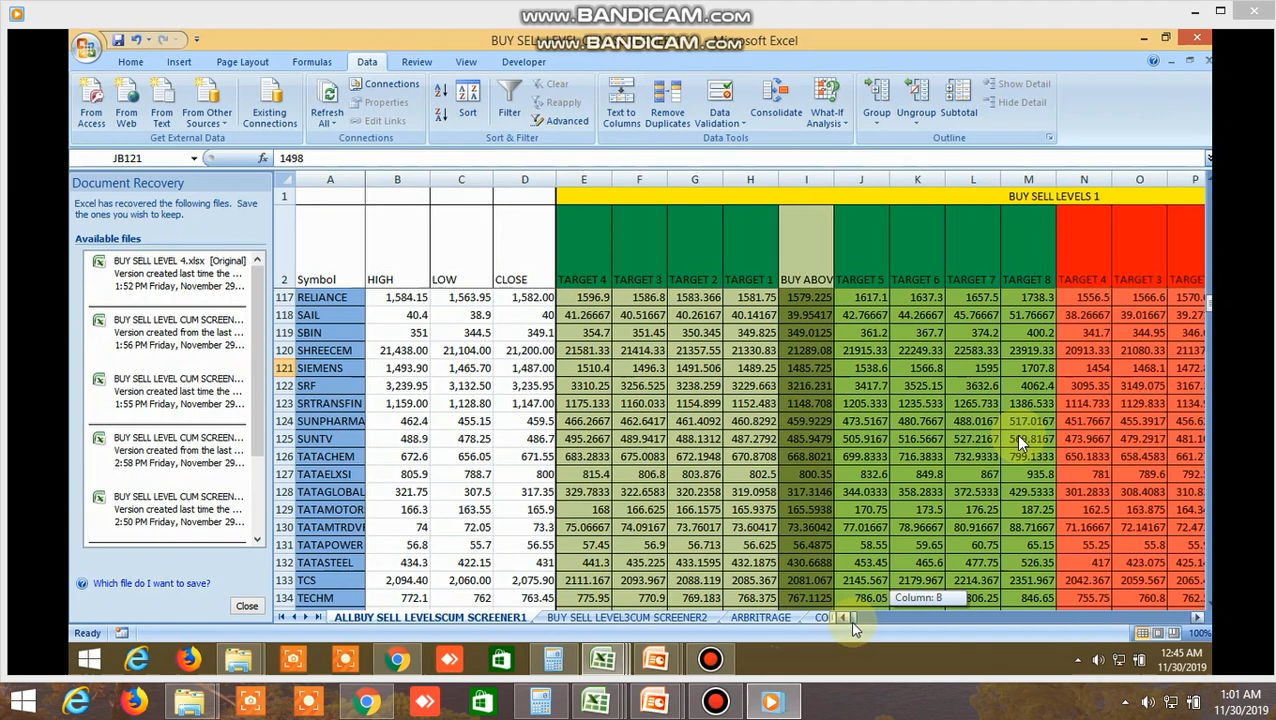 www.BANDICAM.com
BUY SELL LEVEL
www.BANDICAM.com
Microsoft Excel
Home Insert Page Layout Formulas Data Review View Developer
From Access From Web From Text From Other Sources Existing Connections Refresh All Connections Properties Edit Links Sort Filter Clear Reapply Advanced Text to Columns Remove Duplicates Data Validation Consolidate What-If Analysis Group Ungroup Subtotal Show Detail Hide Detail
Get External Data Connections Sort & Filter Data Tools Outline
JB121 fx 1498
Document Recovery
Excel has recovered the following files. Save the ones you wish to keep.
Available files
BUY SELL LEVEL 4.xlsx [Original]
Version created last time the ...
1:52 PM Friday, November 29...
BUY SELL LEVEL CUM SCREEN...
Version created from the last ...
1:56 PM Friday, November 29...
BUY SELL LEVEL CUM SCREEN...
Version created from the last ...
1:55 PM Friday, November 29...
BUY SELL LEVEL CUM SCREEN...
Version created from the last ...
2:58 PM Friday, November 29...
BUY SELL LEVEL CUM SCREEN...
Version created from the last ...
2:50 PM Friday, November 29...
Which file do I want to save?
Close
A B C D E F G H I J K L M N O P
1 BUY SELL LEVELS 1
2 Symbol HIGH LOW CLOSE TARGET 4 TARGET 3 TARGET 2 TARGET 1 BUY ABOV TARGET 5 TARGET 6 TARGET 7 TARGET 8 TARGET 4 TARGET 3
117 RELIANCE 1,584.15 1,563.95 1,582.00 1596.9 1586.8 1583.366 1581.75 1579.225 1617.1 1637.3 1657.5 1738.3 1556.5 1566.6 1570.
118 SAIL 40.4 38.9 40 41.26667 40.51667 40.26167 40.14167 39.95417 42.76667 44.26667 45.76667 51.76667 38.26667 39.01667 39.27
119 SBIN 351 344.5 349.1 354.7 351.45 350.345 349.825 349.0125 361.2 367.7 374.2 400.2 341.7 344.95 346.
120 SHREECEM 21,438.00 21,104.00 21,200.00 21581.33 21414.33 21357.55 21330.83 21289.08 21915.33 22249.33 22583.33 23919.33 20913.33 21080.33 21137
121 SIEMENS 1,493.90 1,465.70 1,487.00 1510.4 1496.3 1491.506 1489.25 1485.725 1538.6 1566.8 1595 1707.8 1454 1468.1 1472.
122 SRF 3,239.95 3,132.50 3,235.95 3310.25 3256.525 3238.258 3229.663 3216.231 3417.7 3525.15 3632.6 4062.4 3095.35 3149.075 3167.
123 SRTRANSFIN 1,159.00 1,128.80 1,147.00 1175.133 1160.033 1154.899 1152.483 1148.708 1205.333 1235.533 1265.733 1386.533 1114.733 1129.833 1134.
124 SUNPHARMA 462.4 455.15 459.5 466.2667 462.6417 461.4092 460.8292 459.9229 473.5167 480.7667 488.0167 517.0167 451.7667 455.3917 456.
125 SUNTV 488.9 478.25 486.7 495.2667 489.9417 488.1312 487.2792 485.9479 505.9167 516.5667 527.2167 473.9667 479.2917 481.10
126 TATACHEM 672.6 656.05 671.55 683.2833 675.0083 672.1948 670.8708 668.8021 699.8333 716.3833 732.9333 799.1333 650.1833 658.4583 661.2
127 TATAELXSI 805.9 788.7 800 815.4 806.8 803.876 802.5 800.35 832.6 849.8 867 935.8 781 789.6 792.
128 TATAGLOBAL 321.75 307.5 317.35 329.7833 322.6583 320.2358 319.0958 317.3146 344.0333 358.2833 372.5333 429.5333 301.2833 308.4083 310.8
129 TATAMOTOR 166.3 163.55 165.9 168 166.625 166.1575 165.9375 165.5938 170.75 173.5 176.25 187.25 162.5 163.875 164.
130 TATAMTRDVR 74 72.05 73.3 75.06667 74.09167 73.76017 73.60417 73.36042 77.01667 78.96667 80.91667 88.71667 71.16667 72.14167 72.47
131 TATAPOWER 56.8 55.7 56.55 57.45 56.9 56.713 56.625 56.4875 58.55 59.65 60.75 65.15 55.25 55.8 55.
132 TATASTEEL 434.3 422.15 431 441.3 435.225 433.1595 432.1875 430.6688 453.45 465.6 477.75 526.35 417 423.075 425.
133 TCS 2,094.40 2,060.00 2,075.90 2111.167 2093.967 2088.119 2085.367 2081.067 2145.567 2179.967 2214.367 2351.967 2042.367 2059.567 2065.4
134 TECHM 772.1 762 763.45 775.95 770.9 769.183 768.375 767.1125 786.05 806.25 846.65 755.75 760.8 762.
Column: B
ALLBUY SELL LEVELSCUM SCREENER1 BUY SELL LEVEL3CUM SCREENER2 ARBRITRAGE CO
Ready 100%
12:45 AM
11/30/2019
1:01 AM
11/30/2019